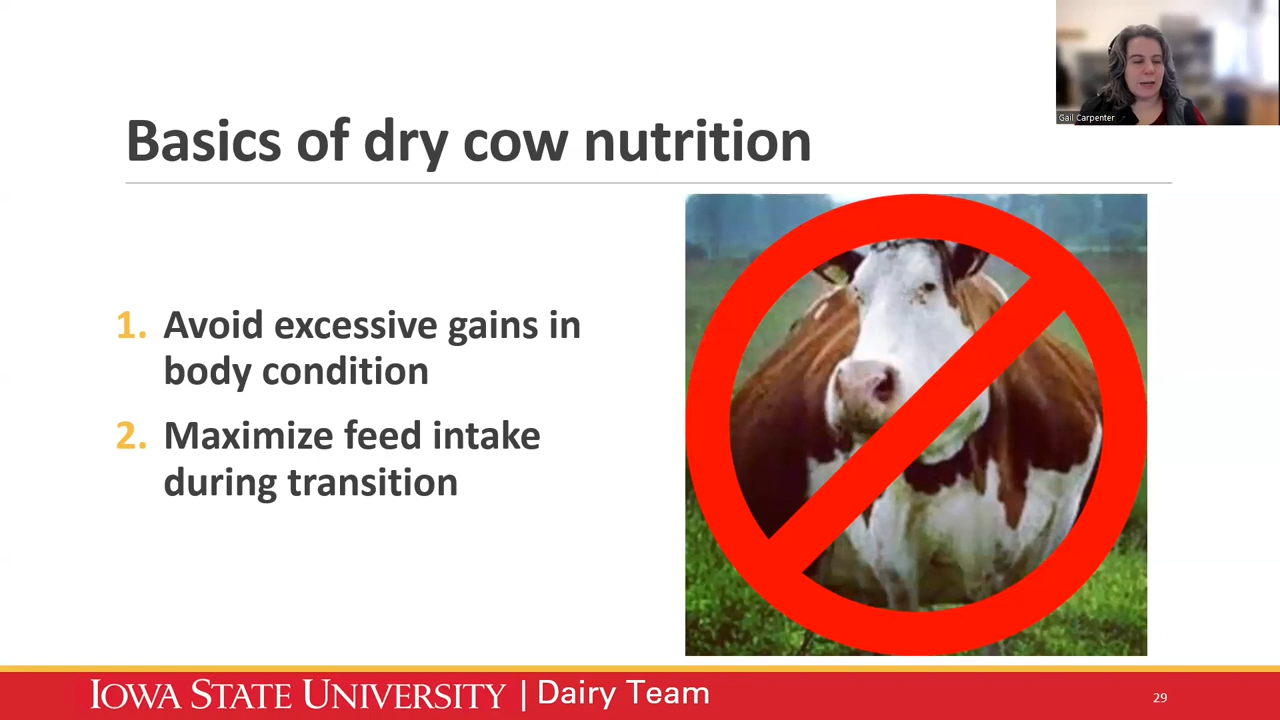 Gail Carpenter
Basics of dry cow nutrition
1. Avoid excessive gains in
body condition
2. Maximize feed intake
during transition
IOWA STATE UNIVERSITY | Dairy Team
29